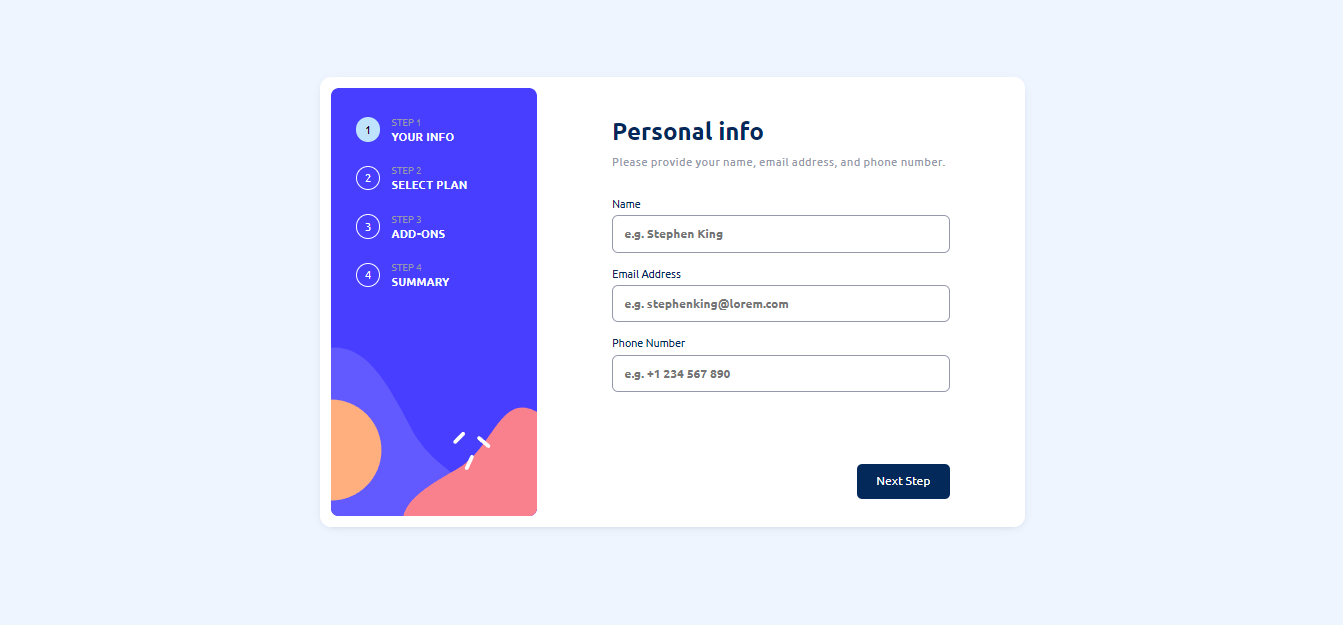 1
STEP 1
YOUR INFO
2
STEP 2
SELECT PLAN
3
STEP 3
ADD-ONS
4
STEP 4
SUMMARY
Personal info
Please provide your name, email address, and phone number.
Name
e.g. Stephen King
Email Address
e.g. stephenking@lorem.com
Phone Number
e.g. +1 234 567 890
Next Step